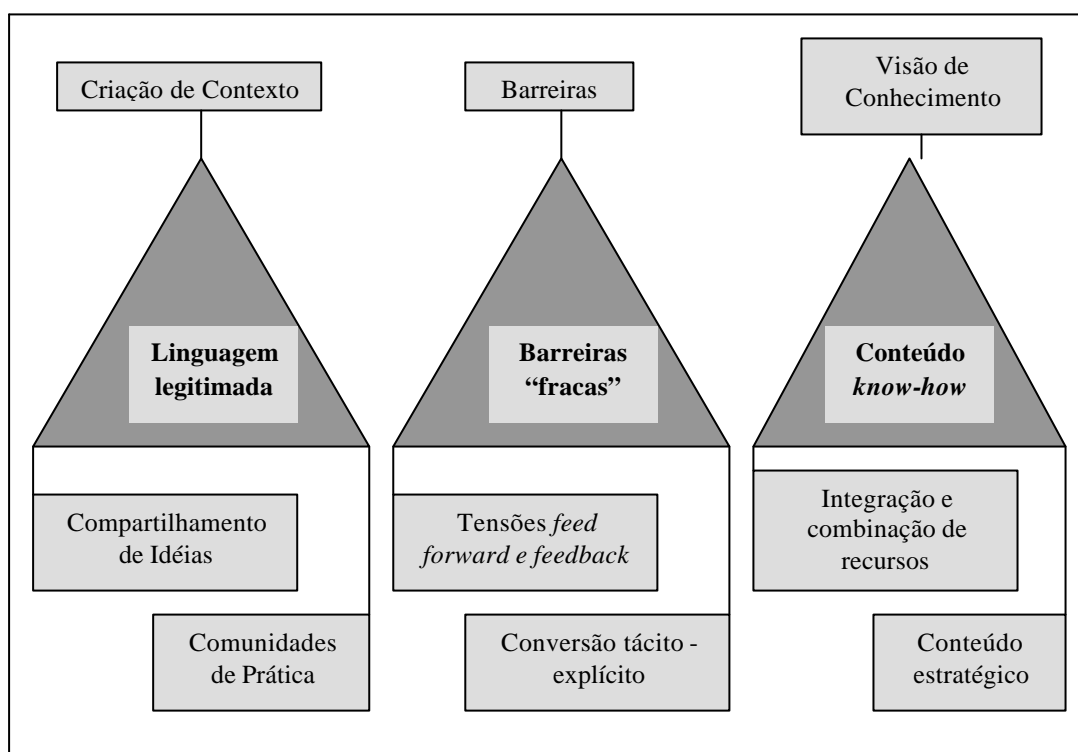 Criação de Contexto
Barreiras
Visão de
Conhecimento
Linguagem
legitimada
Barreiras
“fracas”
Conteúdo
know-how
Compartilhamento
de Idéias
Tensões feed
forward e feedback
Integração e
combinação de
recursos
Comunidades
de Prática
Conversão tácito -
explícito
Conteúdo
estratégico